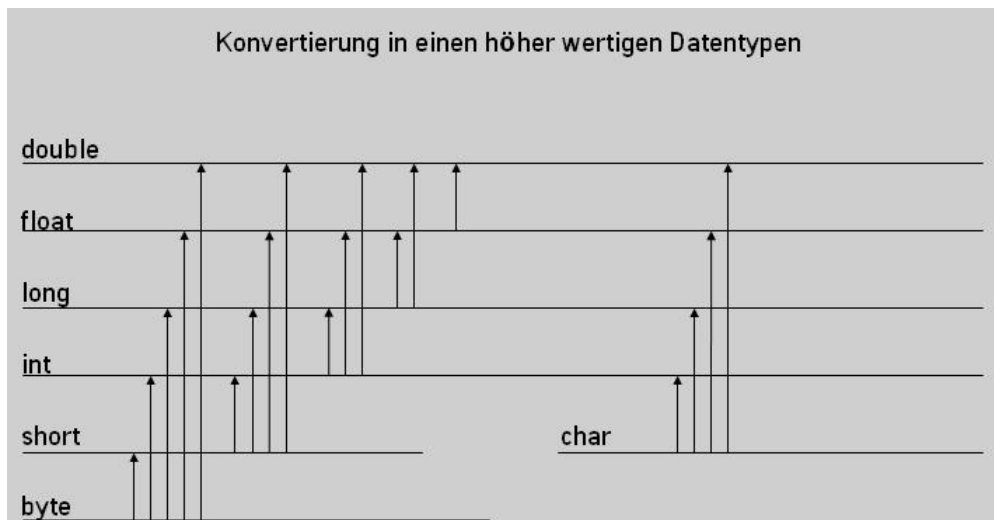 Konvertierung in einen höher wertigen Datentypen
double
float
long
int
short
char
byte